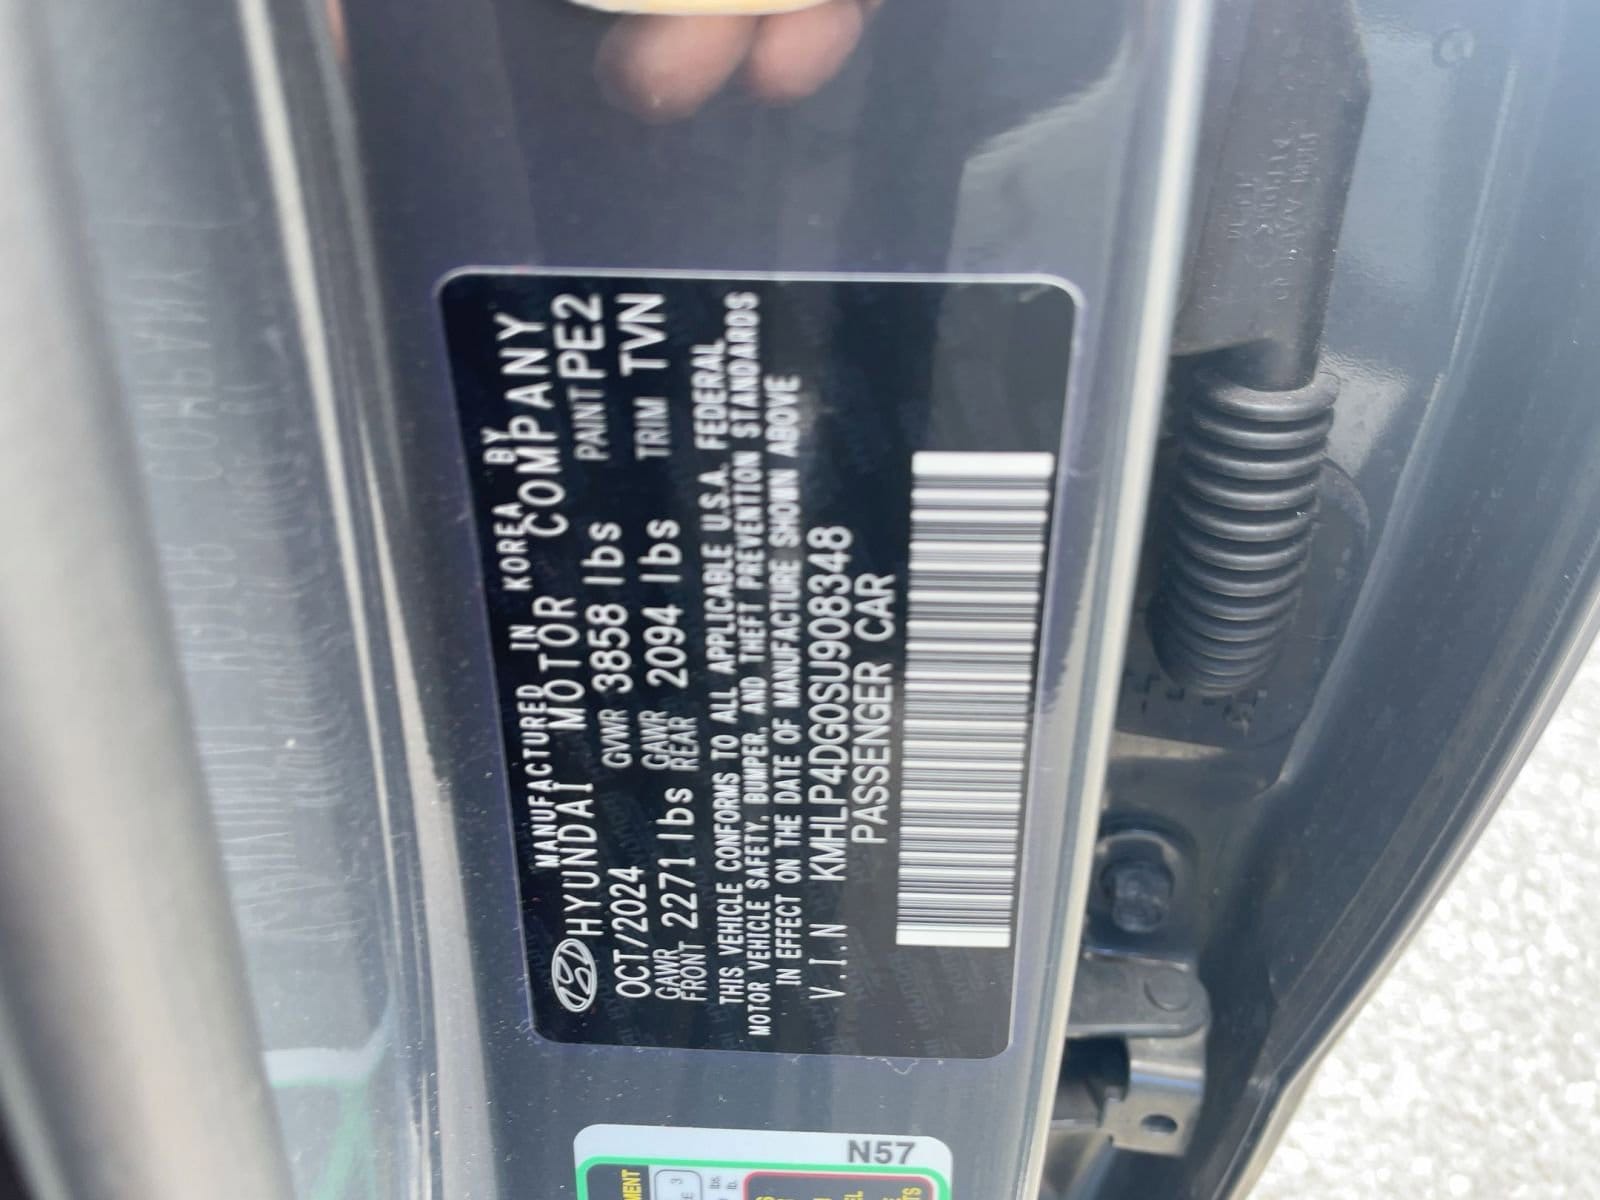 MANUFACTURED IN KOREA BY
HYUNDAI MOTOR COMPANY
OCT/2024 GVWR 3858 lbs PAINT PE2
GAWR FRONT 2271 lbs GAWR REAR 2094 lbs TRIM TVN
THIS VEHICLE CONFORMS TO ALL APPLICABLE U.S.A. FEDERAL
MOTOR VEHICLE SAFETY, BUMPER, AND THEFT PREVENTION STANDARDS
IN EFFECT ON THE DATE OF MANUFACTURE SHOWN ABOVE
V.I.N KMHLP4DG0SU908348
PASSENGER CAR
N57